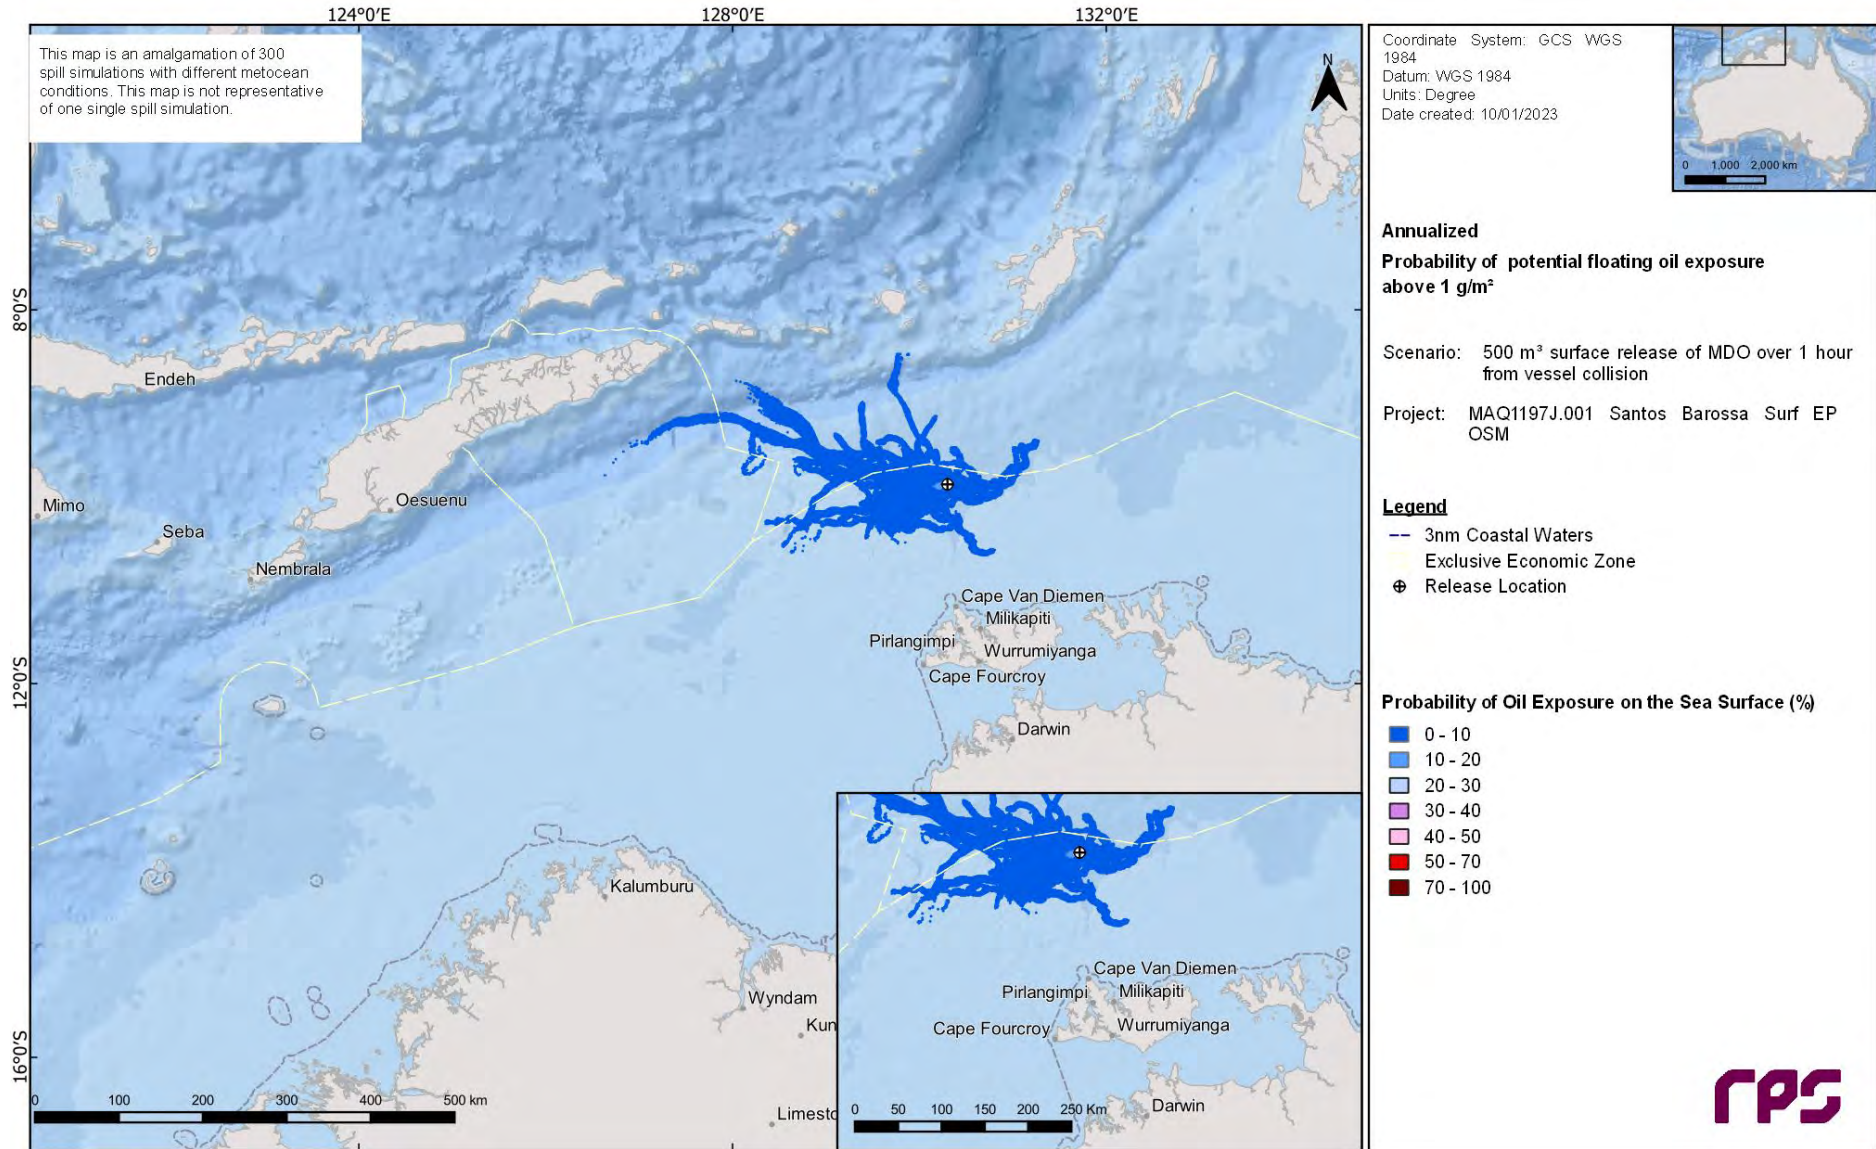 124°0'E
128°0'E
132°0'E
This map is an amalgamation of 300
spill simulations with different metocean
conditions. This map is not representative
of one single spill simulation.
N
8°0'S
12°0'S
16°0'S
Endeh
Mimo
Seba
Oesuenu
Nembrala
Cape Van Diemen
Milikapiti
Pirlangimpi
Wurrumiyanga
Cape Fourcroy
Darwin
Kalumburu
Wyndam
Kun
Limesto
0 100 200 300 400 500 km
Cape Van Diemen
Pirlangimpi
Milikapiti
Cape Fourcroy
Wurrumiyanga
Darwin
0 50 100 150 200 250 Km
Coordinate System: GCS WGS
1984
Datum: WGS 1984
Units: Degree
Date created: 10/01/2023
0 1,000 2,000 km
Annualized
Probability of potential floating oil exposure
above 1 g/m²
Scenario: 500 m³ surface release of MDO over 1 hour
from vessel collision
Project: MAQ1197J.001 Santos Barossa Surf EP
OSM
Legend
3nm Coastal Waters
Exclusive Economic Zone
Release Location
Probability of Oil Exposure on the Sea Surface (%)
0 - 10
10 - 20
20 - 30
30 - 40
40 - 50
50 - 70
70 - 100
rps